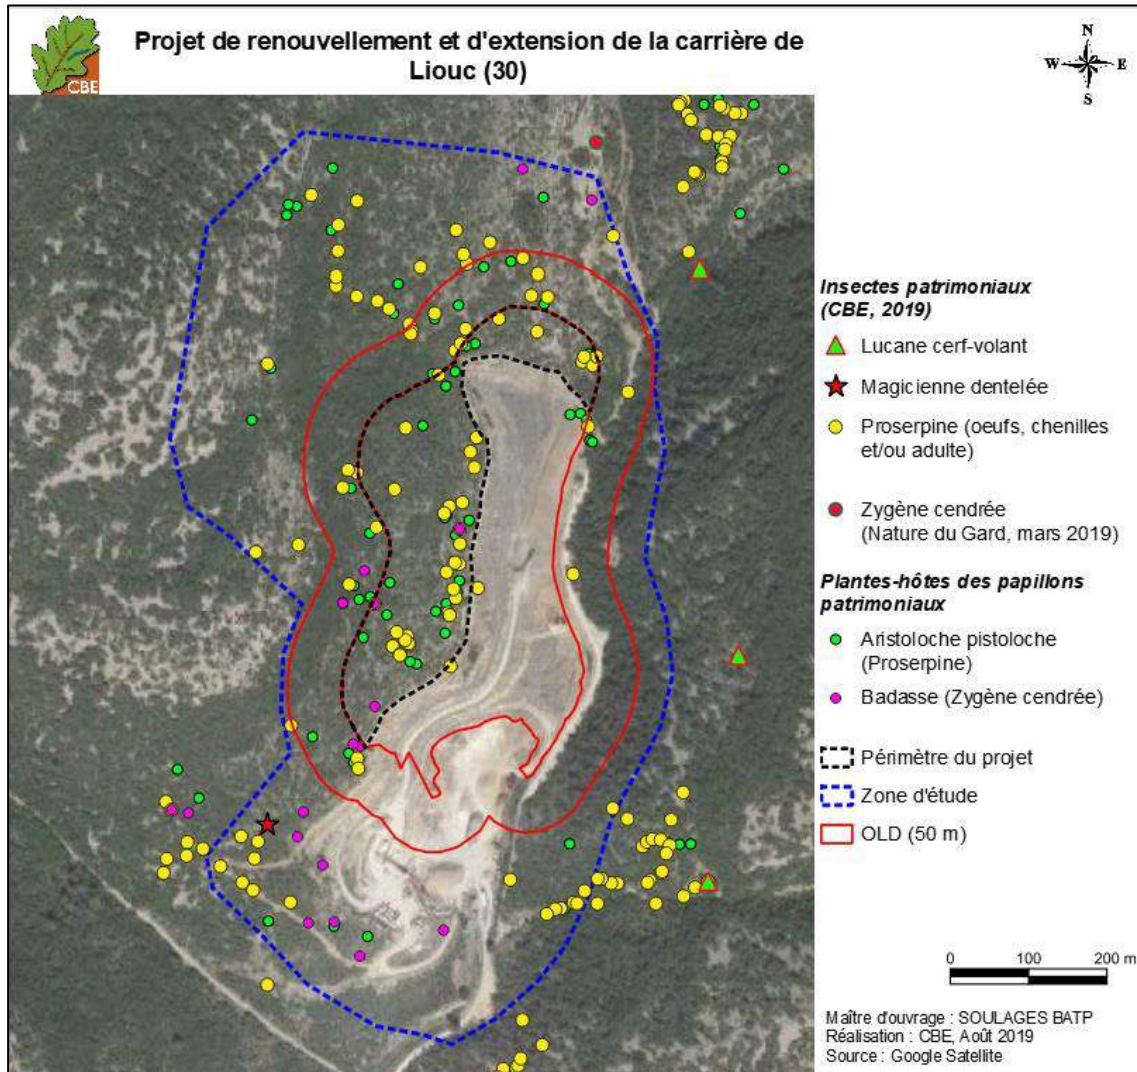 CBE
Projet de renouvellement et d'extension de la carrière de
Liouc (30)
N
W E
S
Insectes patrimoniaux
(CBE, 2019)
Lucane cerf-volant
Magicienne dentelée
Proserpine (oeufs, chenilles
et/ou adulte)
Zygène cendrée
(Nature du Gard, mars 2019)
Plantes-hôtes des papillons
patrimoniaux
Aristoloche pistoloche
(Proserpine)
Badasse (Zygène cendrée)
Périmètre du projet
Zone d'étude
OLD (50 m)
0 100 200 m
Maître d'ouvrage : SOULAGES BATP
Réalisation : CBE, Août 2019
Source : Google Satellite